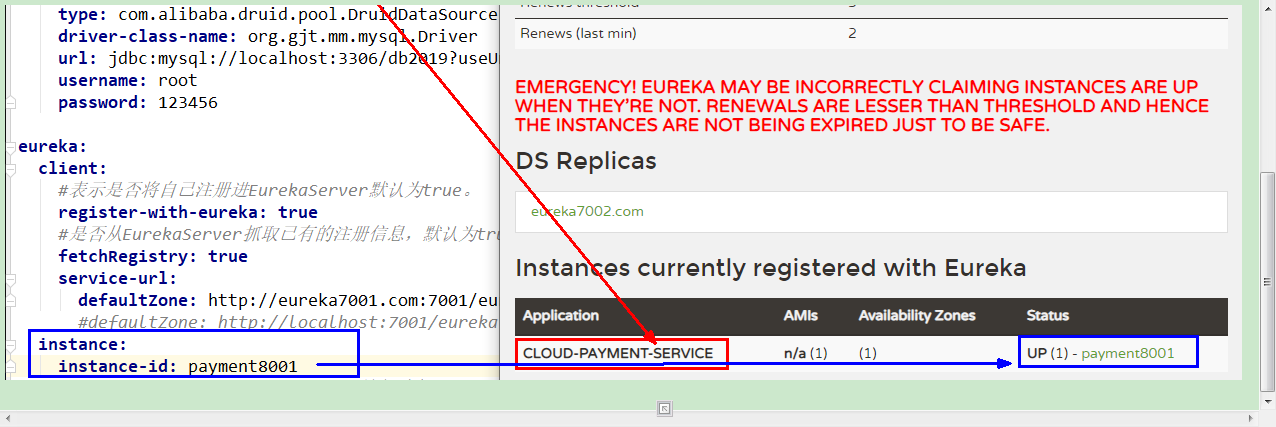 type: com.alibaba.druid.pool.DruidDataSource
driver-class-name: org.gjt.mm.mysql.Driver
url: jdbc:mysql://localhost:3306/db2019?useU
username: root
password: 123456
eureka:
client:
#表示是否将自己注册进EurekaServer默认为true。
register-with-eureka: true
#是否从EurekaServer抓取已有的注册信息，默认为tru
fetchRegistry: true
service-url:
defaultZone: http://eureka7001.com:7001/eu
#defaultZone: http://localhost:7001/eureka
instance:
instance-id: payment8001
Renews threshold
Renews (last min) 2
EMERGENCY! EUREKA MAY BE INCORRECTLY CLAIMING INSTANCES ARE UP
WHEN THEY'RE NOT. RENEWALS ARE LESSER THAN THRESHOLD AND HENCE
THE INSTANCES ARE NOT BEING EXPIRED JUST TO BE SAFE.
DS Replicas
eureka7002.com
Instances currently registered with Eureka
Application AMIs Availability Zones Status
CLOUD-PAYMENT-SERVICE n/a (1) (1) UP (1) - payment8001